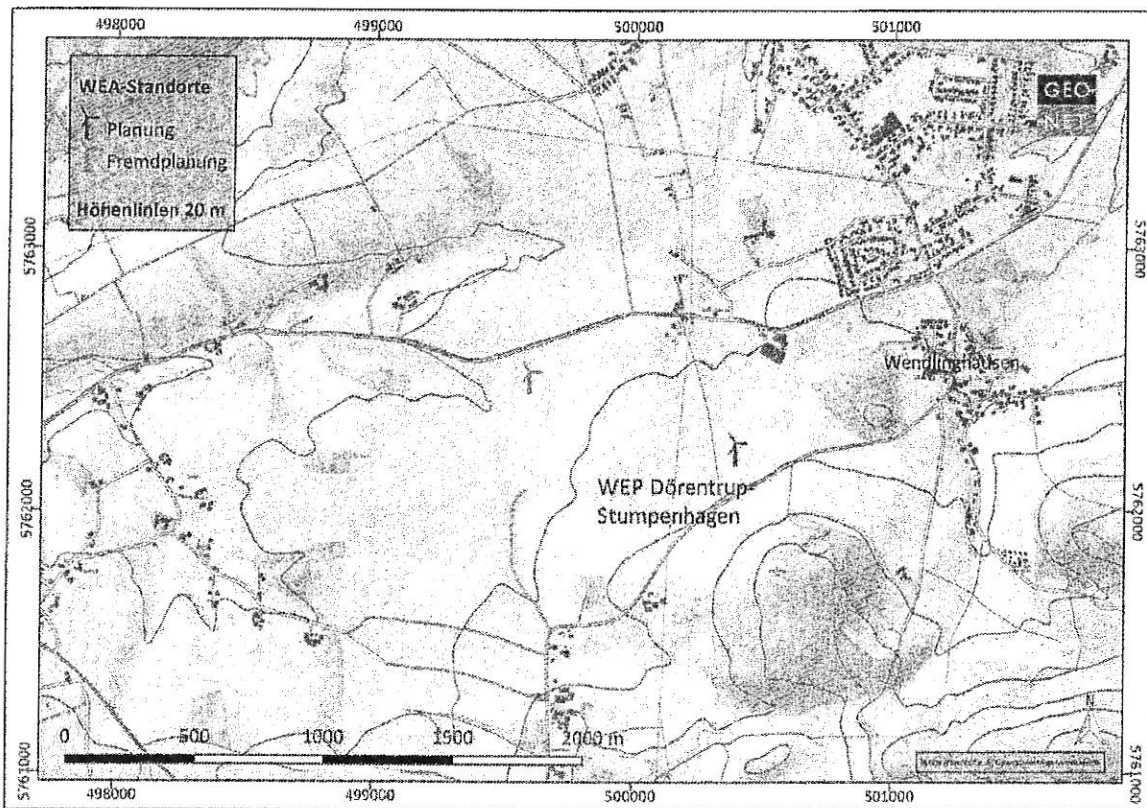 498000 499000 500000 501000
WEA-Standorte
Planung
Fremdplanung
Höhenlinien 20 m
GEO
NET
5763000 5763000
Wendlinghausen
WEP Dörentrup-
Stumpenhagen
5762000 5762000
N
0 500 1000 1500 2000 m
5761000 5761000
498000 499000 500000 501000